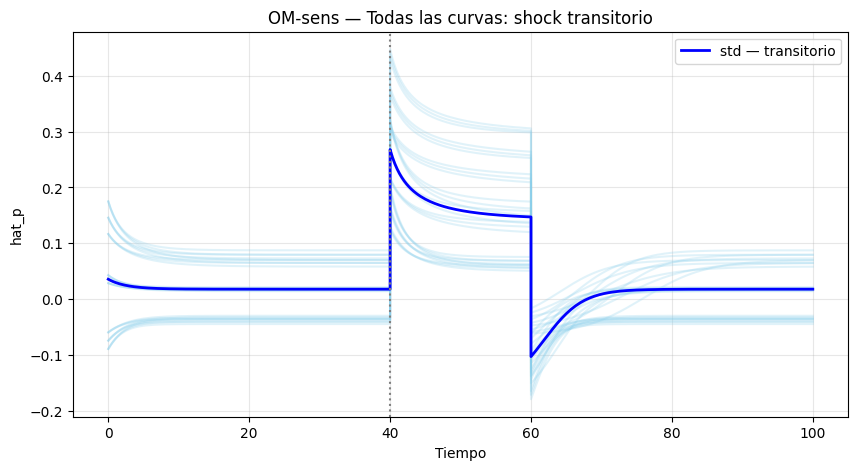 OM-sens — Todas las curvas: shock transitorio
std — transitorio
hat_p
0.4
0.3
0.2
0.1
0.0
−0.1
−0.2
0 20 40 60 80 100
Tiempo